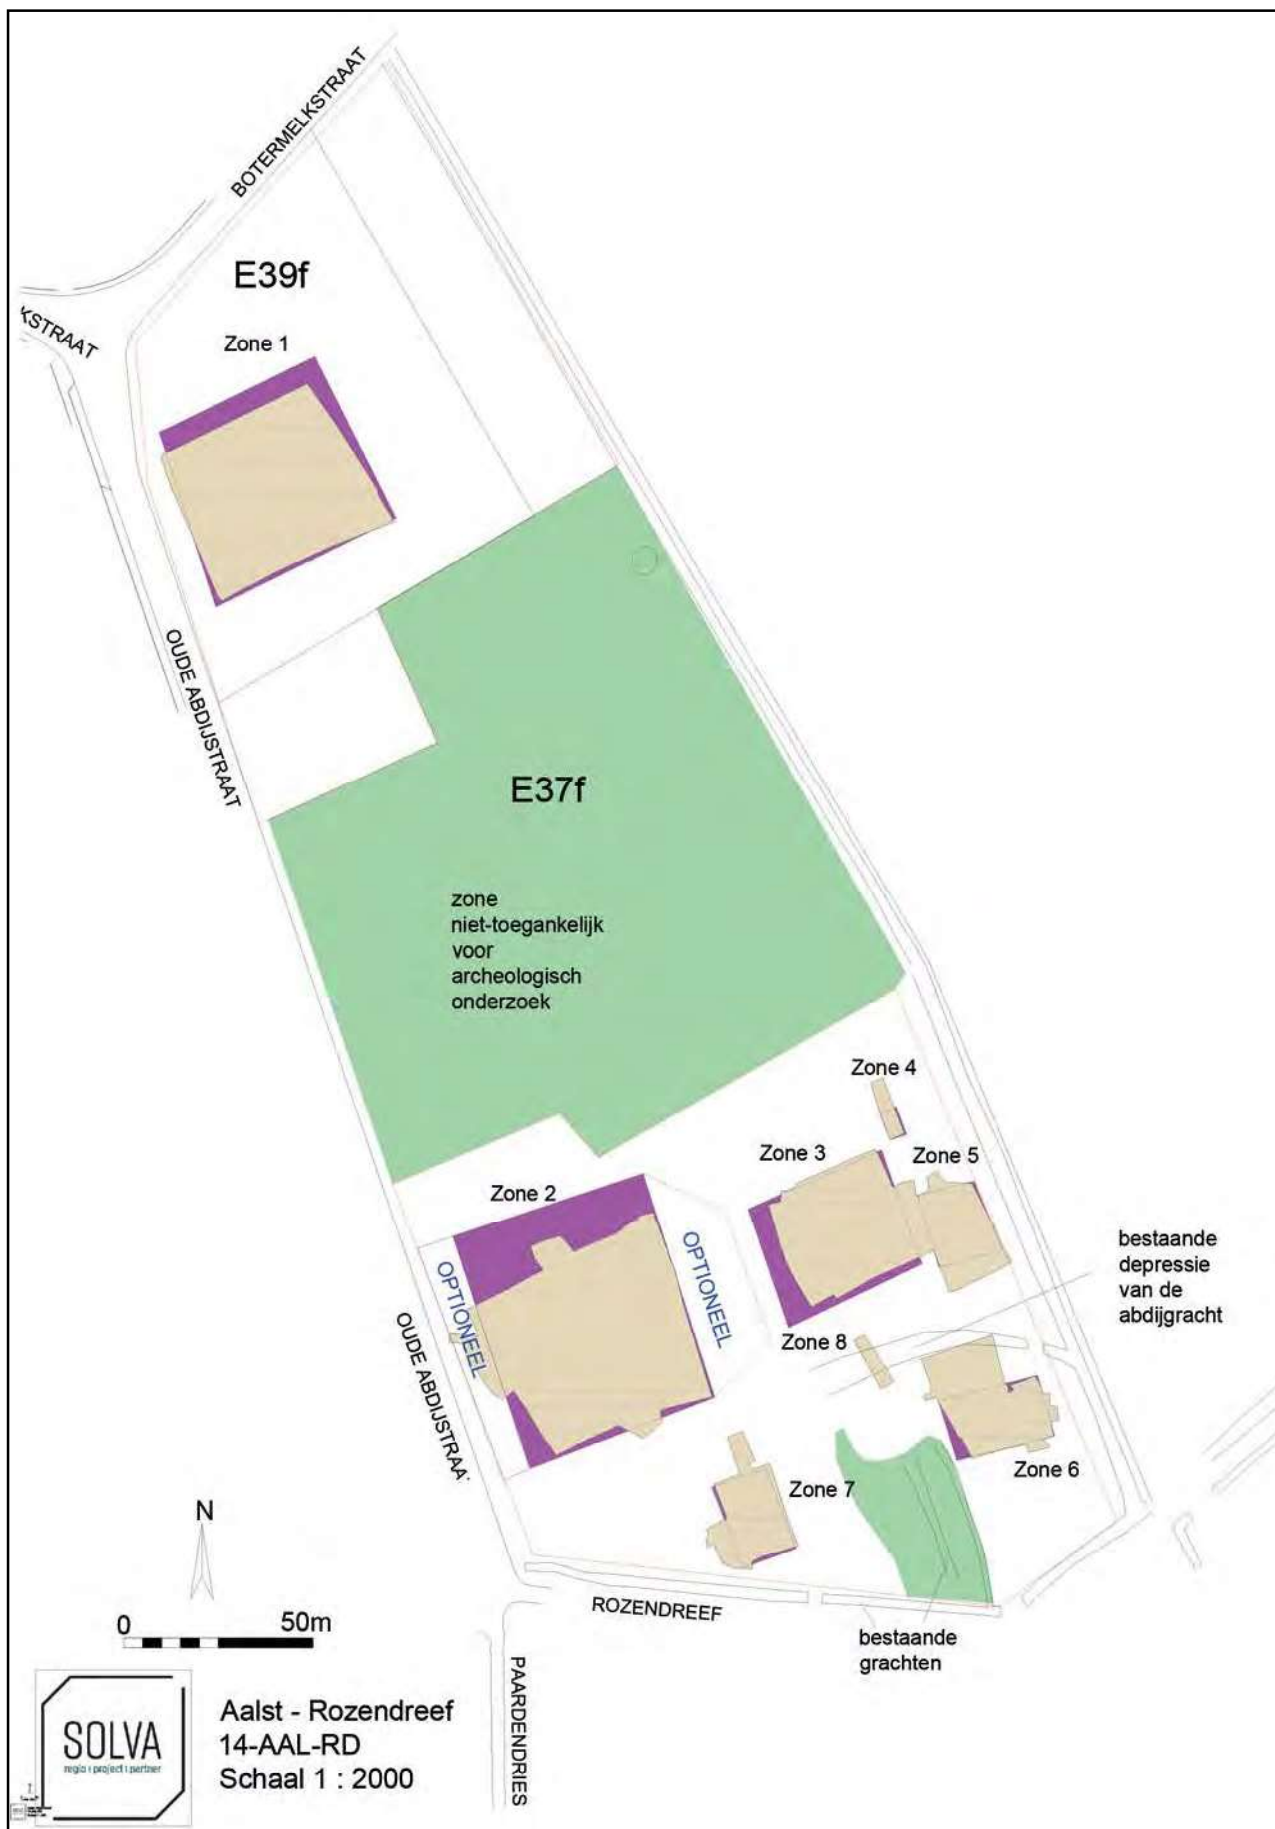 BOTERMELKSTRAAT
E39f
KSTRAAT
Zone 1
OUDE ABDIJSTRAAT
E37f
zone
niet-toegankelijk
voor
archeologisch
onderzoek
Zone 4
Zone 3
Zone 5
Zone 2
OPTIONEEL
OPTIONEEL
bestaande
depressie
van de
abdijgracht
OUDE ABDIJSTRAA
Zone 8
Zone 6
Zone 7
N
ROZENDREEF
0 50m
bestaande
grachten
PAARDENDRIES
SOLVA
regio | project | partner
Aalst - Rozendreef
14-AAL-RD
Schaal 1 : 2000